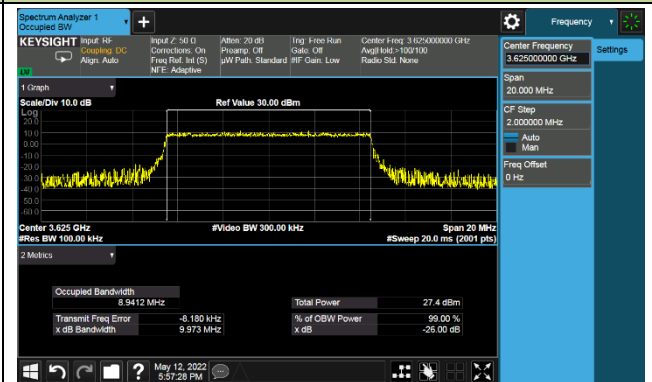 Spectrum Analyzer 1
Occupied BW
Frequency
KEYSIGHT
Input: RF
Coupling: DC
Align: Auto
Input Z: 50 Ω
Corrections: On
Freq Ref: Int (S)
NFE: Adaptive
Atten: 20 dB
Preamp: Off
µW Path: Standard
Trig: Free Run
Gate: Off
#IF Gain: Low
Center Freq: 3.625000000 GHz
Avg|Hold:>100/100
Radio Std: None
1 Graph
Scale/Div 10.0 dB
Ref Value 30.00 dBm
Log
20.0
10.0
0.00
-10.0
-20.0
-30.0
-40.0
-50.0
-60.0
Center 3.625 GHz
#Video BW 300.00 kHz
Span 20 MHz
#Res BW 100.00 kHz
#Sweep 20.0 ms (2001 pts)
2 Metrics
Occupied Bandwidth
8.9412 MHz
Total Power 27.4 dBm
Transmit Freq Error -8.180 kHz
% of OBW Power 99.00 %
x dB Bandwidth 9.973 MHz
x dB -26.00 dB
May 12, 2022
5:57:28 PM
Center Frequency
3.625000000 GHz
Settings
Span
20.000 MHz
CF Step
2.000000 MHz
Auto
Man
Freq Offset
0 Hz